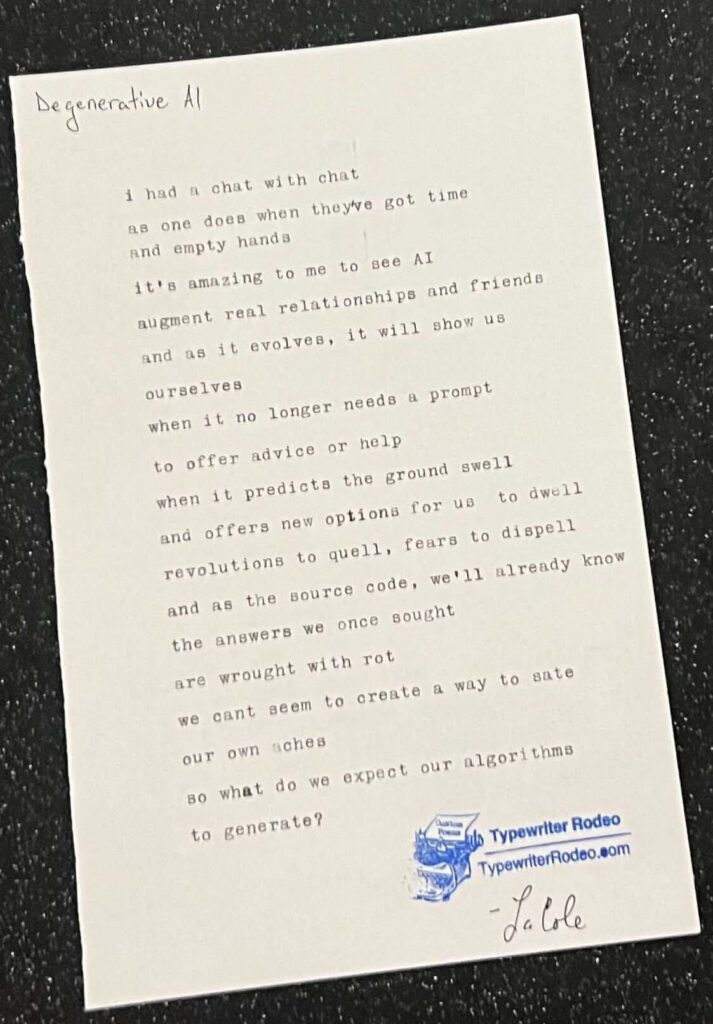 Degenerative AI
i had a chat with chat
as one does when they've got time
and empty hands
it's amazing to me to see AI
augment real relationships and friends
and as it evolves, it will show us
ourselves
when it no longer needs a prompt
to offer advice or help
when it predicts the ground swell
and offers new options for us to dwell
revolutions to quell, fears to dispell
and as the source code, we'll already know
the answers we once sought
are wrought with rot
we cant seem to create a way to sate
our own aches
so what do we expect our algorithms
to generate?
Custom
Poems
Typewriter Rodeo
TypewriterRodeo.com
- La Cole